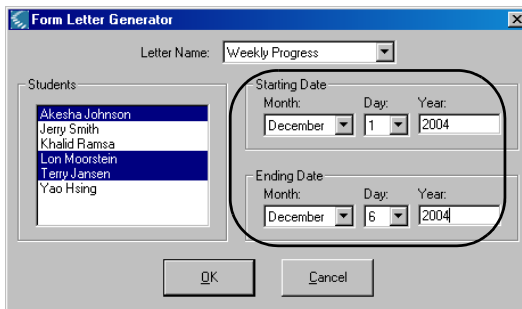 Form Letter Generator
Letter Name: Weekly Progress
Students
Akesha Johnson
Jerry Smith
Khalid Ramsa
Lon Moorstein
Terry Jansen
Yao Hsing
Starting Date
Month: Day: Year:
December 1 2004
Ending Date
Month: Day: Year:
December 6 2004
OK Cancel